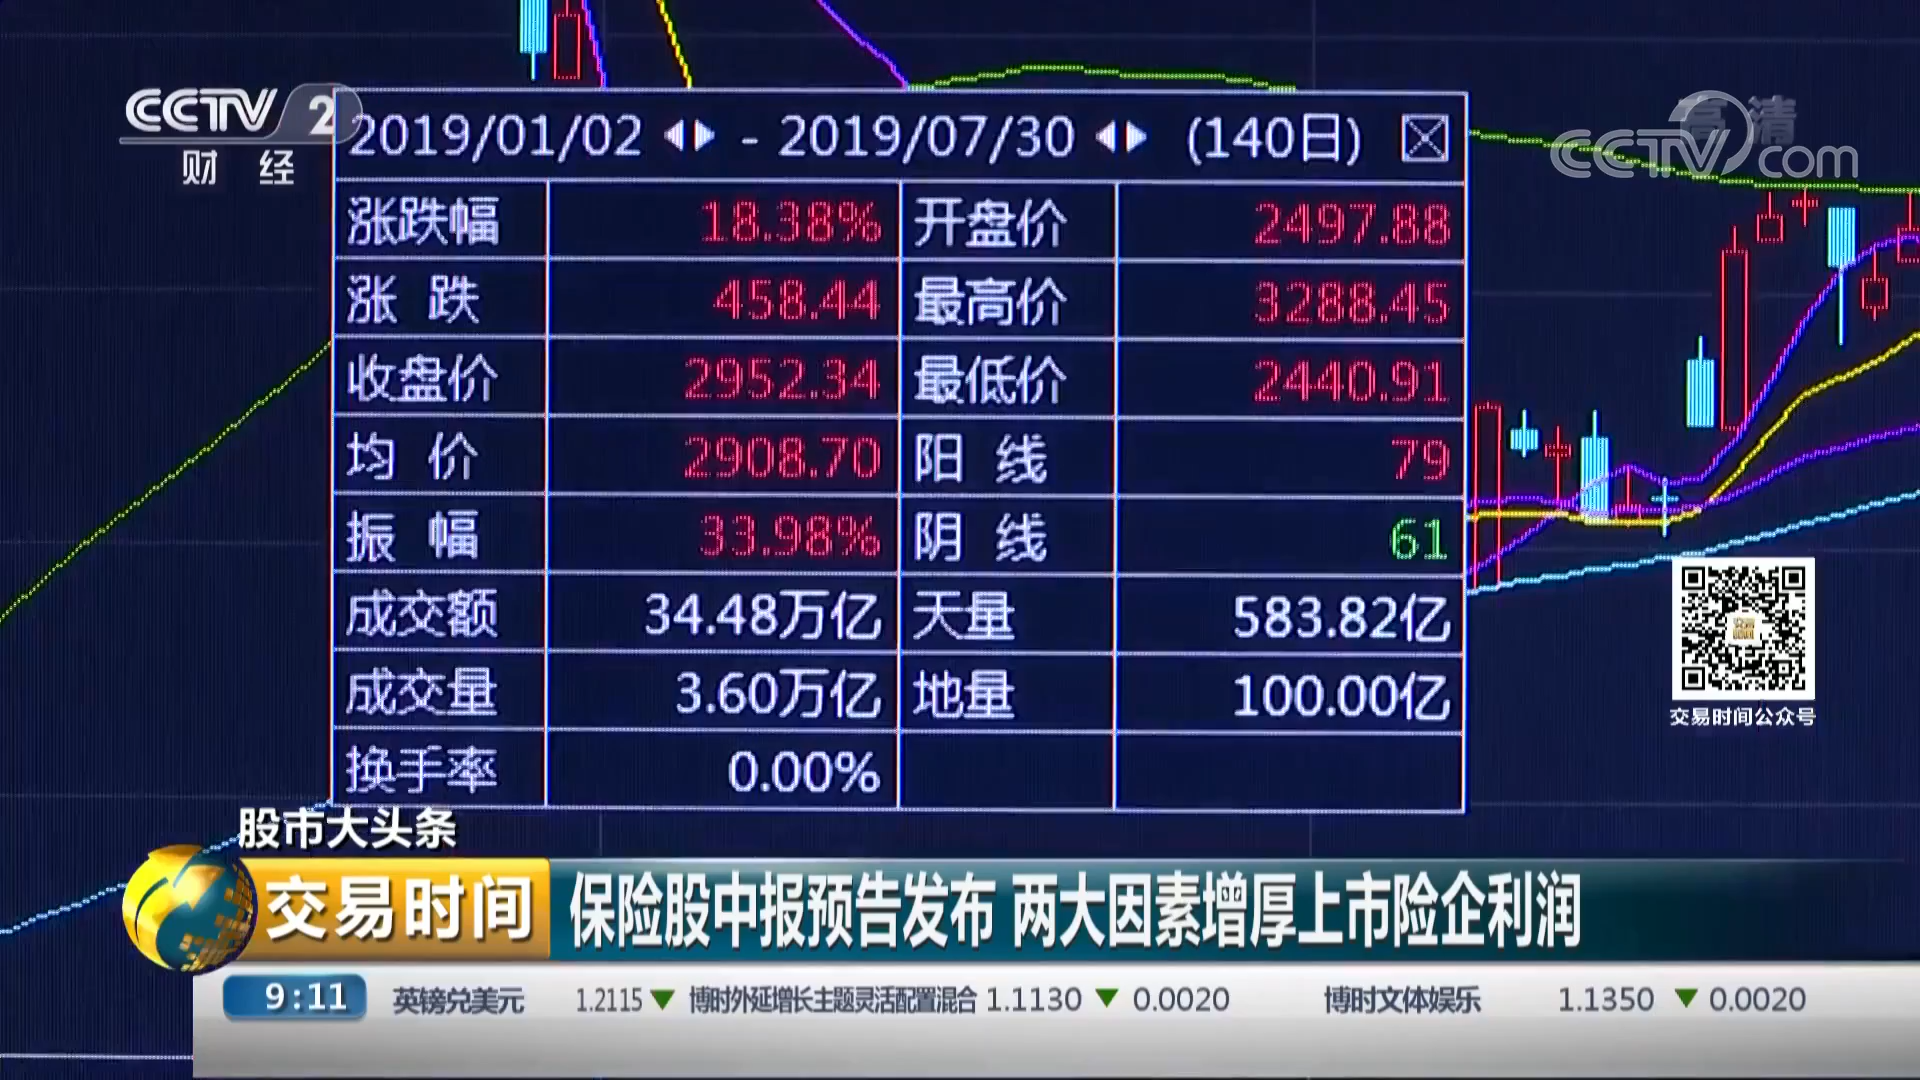 CCTV 2
财 经
高清
CCTV.com
2019/01/02 - 2019/07/30 (140日)
涨跌幅 18.38% 开盘价 2497.88
涨 跌 458.44 最高价 3288.45
收盘价 2952.34 最低价 2440.91
均 价 2908.70 阳 线 79
振 幅 33.98% 阴 线 61
成交额 34.48万亿 天量 583.82亿
成交量 3.60万亿 地量 100.00亿
换手率 0.00%
交易时间公众号
股市大头条
交易时间 保险股中报预告发布 两大因素增厚上市险企利润
9:11 英镑兑美元 1.2115 ▼ 博时外延增长主题灵活配置混合 1.1130 ▼ 0.0020 博时文体娱乐 1.1350 ▼ 0.0020